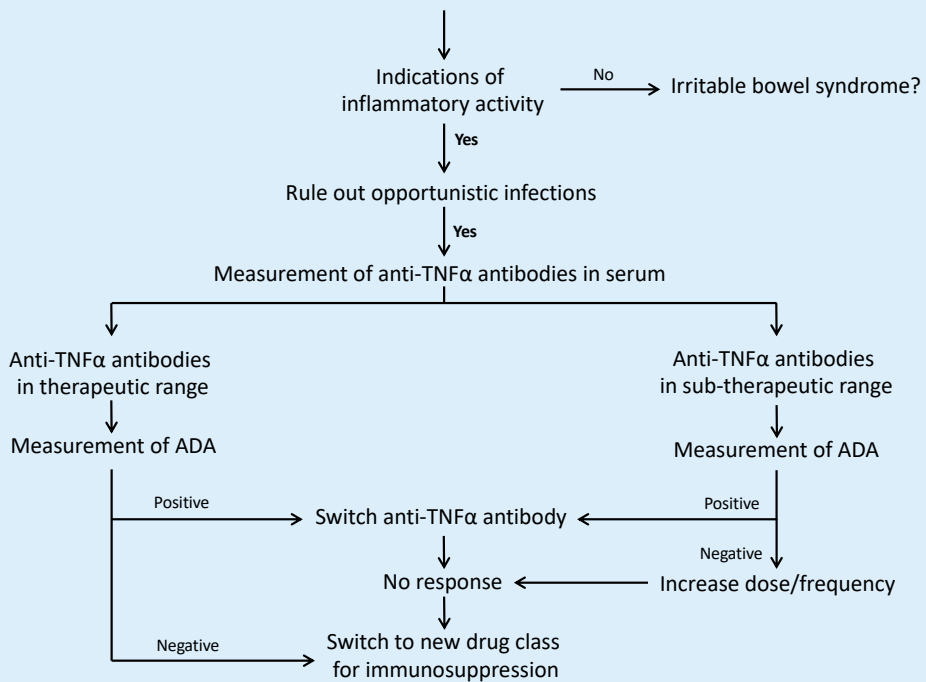 Indications of
inflammatory activity
No
Irritable bowel syndrome?
Yes
Rule out opportunistic infections
Yes
Measurement of anti-TNFα antibodies in serum
Anti-TNFα antibodies
in therapeutic range
Anti-TNFα antibodies
in sub-therapeutic range
Measurement of ADA
Measurement of ADA
Positive
Switch anti-TNFα antibody
Positive
Negative
No response
Increase dose/frequency
Negative
Switch to new drug class
for immunosuppression